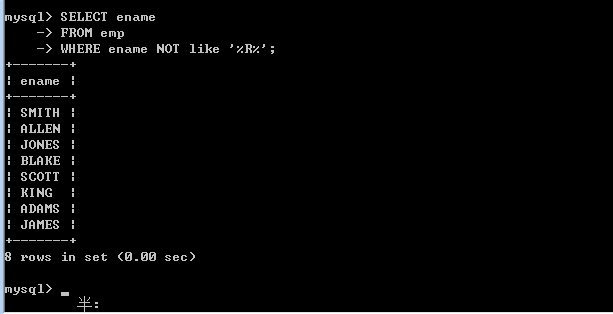 mysql> SELECT ename
    -> FROM emp
    -> WHERE ename NOT like '%R%';
+-------+
| ename |
+-------+
| SMITH |
| ALLEN |
| JONES |
| BLAKE |
| SCOTT |
| KING  |
| ADAMS |
| JAMES |
+-------+
8 rows in set (0.00 sec)
mysql> _
半: